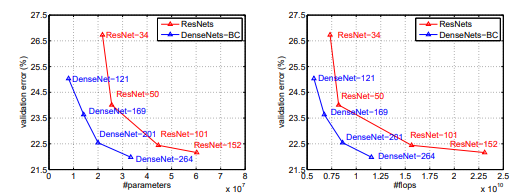 27.5
ResNets
DenseNets−BC
26.5
ResNet−34
25.5
DenseNet−121
24.5
ResNet−50
DenseNet−169
23.5
DenseNet−201
ResNet−101
22.5
ResNet−152
DenseNet−264
21.5
0 1 2 3 4 5 6 7 8
#parameters
x 10^7
validation error (%)
27.5
ResNets
DenseNets−BC
26.5
ResNet−34
25.5
DenseNet−121
24.5
ResNet−50
DenseNet−169
23.5
DenseNet−201
ResNet−101
22.5
ResNet−152
DenseNet−264
21.5
0.5 0.75 1 1.25 1.5 1.75 2 2.25 2.5
#flops
x 10^10
validation error (%)